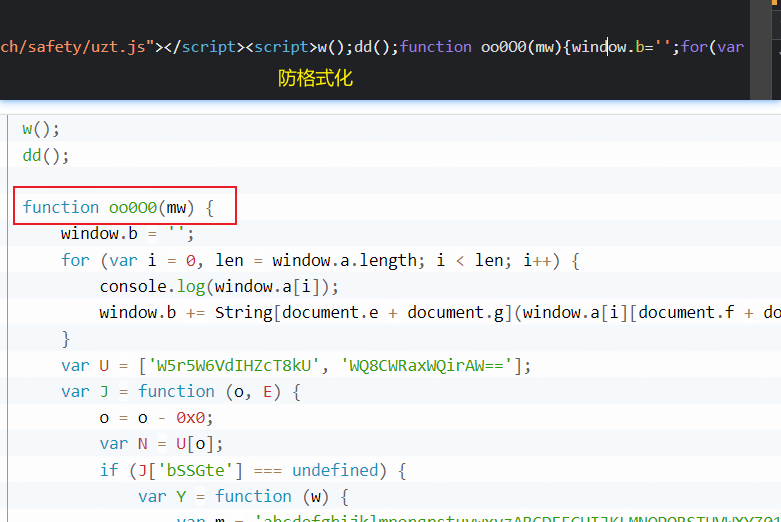 ch/safety/uzt.js"></script><script>w();dd();function oo0O0(mw){window.b='';for(var
防格式化
w();
dd();
function oo0O0(mw) {
window.b = '';
for (var i = 0, len = window.a.length; i < len; i++) {
console.log(window.a[i]);
window.b += String[document.e + document.g](window.a[i][document.f + do
}
var U = ['W5r5W6VdIHZcT8kU', 'WQ8CWRaxWQirAW=='];
var J = function (o, E) {
o = o - 0x0;
var N = U[o];
if (J['bSSGte'] === undefined) {
var Y = function (w) {
var m = 'abcdefghijklmnopqrstuvwxyzABCDEFGHIJKLMNOPQRSTUVWXYZ01